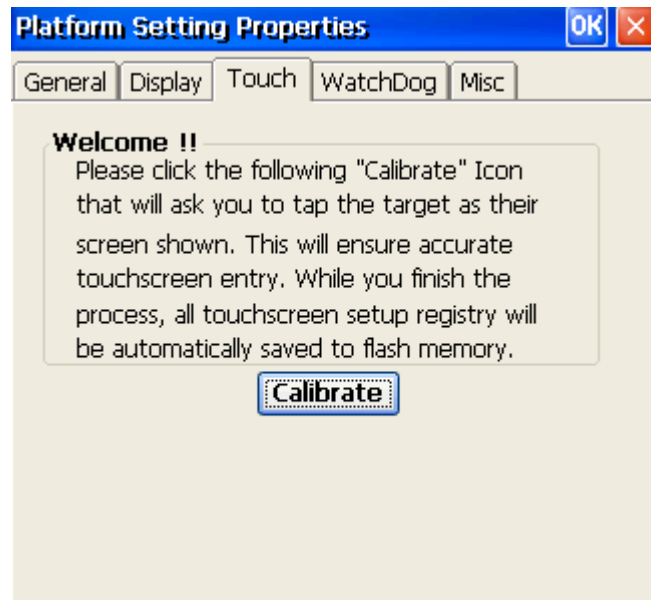 Platform Setting Properties OK
General Display Touch WatchDog Misc
Welcome !!
Please click the following "Calibrate" Icon
that will ask you to tap the target as their
screen shown. This will ensure accurate
touchscreen entry. While you finish the
process, all touchscreen setup registry will
be automatically saved to flash memory.
Calibrate